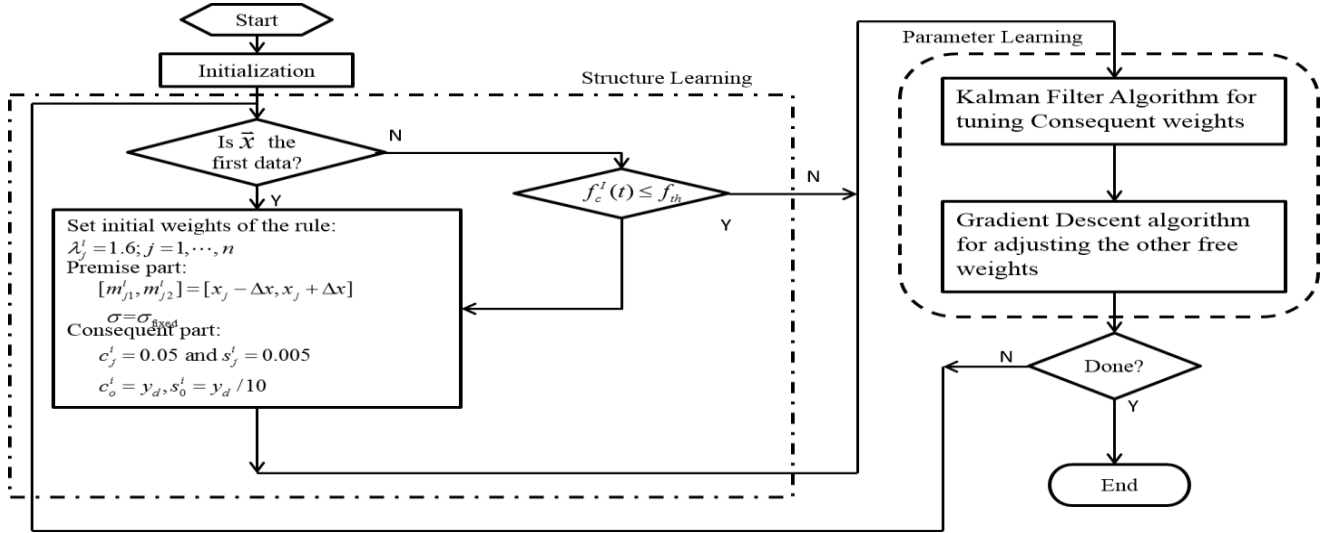 Start
Initialization
Structure Learning
Is x̄ the
first data?
N
Y
f_c^I(t) ≤ f_th
N
Y
Set initial weights of the rule:
λ_j^i = 1.6; j = 1, ⋯, n
Premise part:
[m_j1^i, m_j2^i] = [x_j − Δx, x_j + Δx]
σ = σ_fixed
Consequent part:
c_j^i = 0.05 and s_j^i = 0.005
c_o^i = y_d, s_0^i = y_d /10
Parameter Learning
Kalman Filter Algorithm for
tuning Consequent weights
Gradient Descent algorithm
for adjusting the other free
weights
Done?
N
Y
End